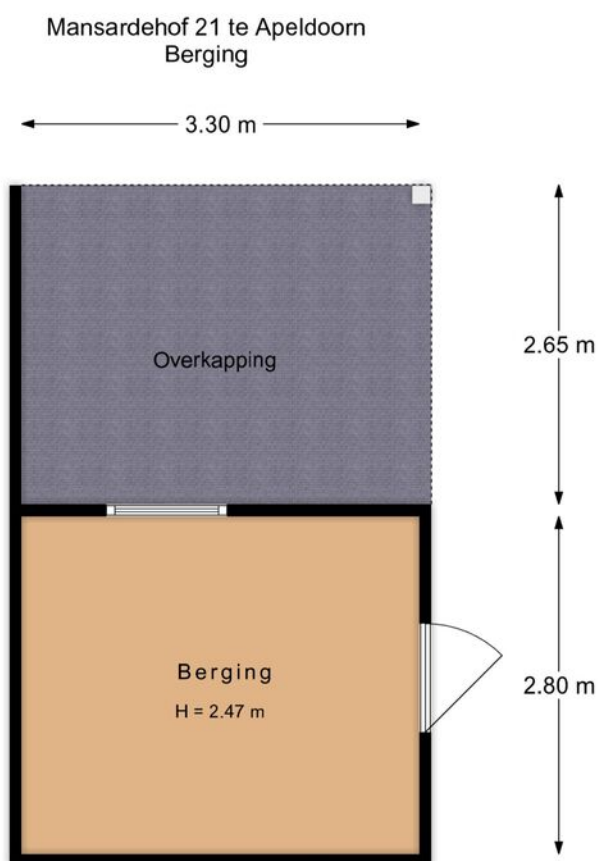 Mansardehof 21 te Apeldoorn
Berging
3.30 m
Overkapping
2.65 m
Berging
H = 2.47 m
2.80 m